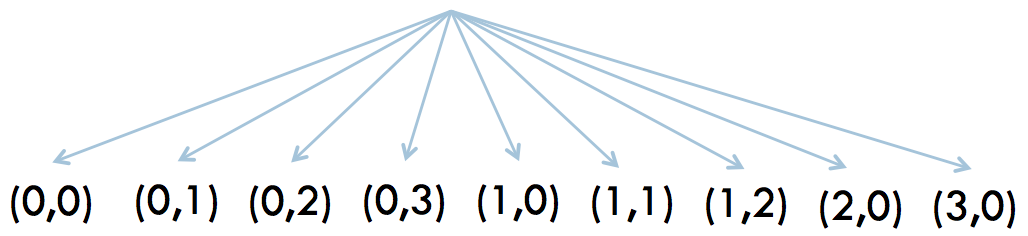 (0,0) (0,1) (0,2) (0,3) (1,0) (1,1) (1,2) (2,0) (3,0)